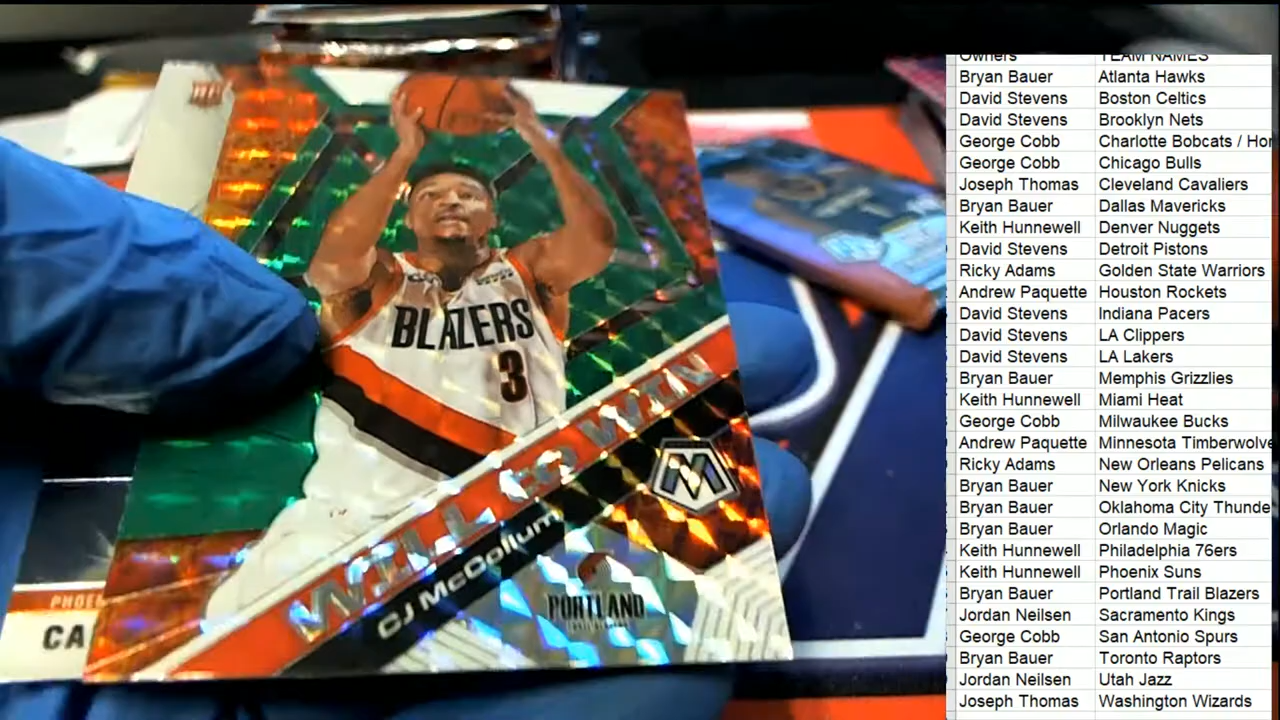 BLAZERS
3
WILL TO WIN
CJ McCollum
M
PORTLAND
CA
Owners TEAM NAMES
Bryan Bauer Atlanta Hawks
David Stevens Boston Celtics
David Stevens Brooklyn Nets
George Cobb Charlotte Bobcats / Hor
George Cobb Chicago Bulls
Joseph Thomas Cleveland Cavaliers
Bryan Bauer Dallas Mavericks
Keith Hunnewell Denver Nuggets
David Stevens Detroit Pistons
Ricky Adams Golden State Warriors
Andrew Paquette Houston Rockets
David Stevens Indiana Pacers
David Stevens LA Clippers
David Stevens LA Lakers
Bryan Bauer Memphis Grizzlies
Keith Hunnewell Miami Heat
George Cobb Milwaukee Bucks
Andrew Paquette Minnesota Timberwolve
Ricky Adams New Orleans Pelicans
Bryan Bauer New York Knicks
Bryan Bauer Oklahoma City Thunde
Bryan Bauer Orlando Magic
Keith Hunnewell Philadelphia 76ers
Keith Hunnewell Phoenix Suns
Bryan Bauer Portland Trail Blazers
Jordan Neilsen Sacramento Kings
George Cobb San Antonio Spurs
Bryan Bauer Toronto Raptors
Jordan Neilsen Utah Jazz
Joseph Thomas Washington Wizards